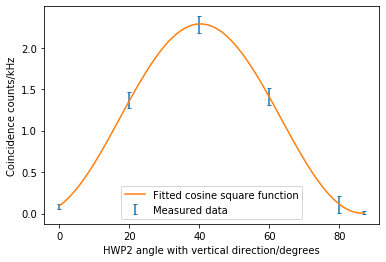 2.0
1.5
1.0
0.5
0.0
Coincidence counts/kHz
Fitted cosine square function
Measured data
0 20 40 60 80
HWP2 angle with vertical direction/degrees